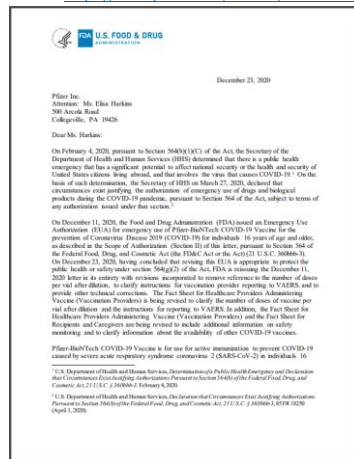 FDA U.S. FOOD & DRUG
ADMINISTRATION
December 23, 2020
Pfizer Inc.
Attention: Ms. Elisa Harkins
500 Arcola Road
Collegeville, PA 19426
Dear Ms. Harkins:
On February 4, 2020, pursuant to Section 564(b)(1)(C) of the Act, the Secretary of the
Department of Health and Human Services (HHS) determined that there is a public health
emergency that has a significant potential to affect national security or the health and security of
United States citizens living abroad, and that involves the virus that causes COVID-19.¹ On the
basis of such determination, the Secretary of HHS on March 27, 2020, declared that
circumstances exist justifying the authorization of emergency use of drugs and biological
products during the COVID-19 pandemic, pursuant to Section 564 of the Act, subject to terms of
any authorization issued under that section.²
On December 11, 2020, the Food and Drug Administration (FDA) issued an Emergency Use
Authorization (EUA) for emergency use of Pfizer-BioNTech COVID-19 Vaccine for the
prevention of Coronavirus Disease 2019 (COVID-19) for individuals 16 years of age and older,
as described in the Scope of Authorization (Section II) of this letter, pursuant to Section 564 of
the Federal Food, Drug, and Cosmetic Act (the FD&C Act or the Act) (21 U.S.C. 360bbb-3).
On December 23, 2020, having concluded that revising this EUA is appropriate to protect the
public health or safety under section 564(g)(2) of the Act, FDA is reissuing the December 11,
2020 letter in its entirety with revisions incorporated to remove reference to the number of doses
per vial after dilution, to clarify instructions for vaccination provider reporting to VAERS, and to
provide other technical corrections. The Fact Sheet for Healthcare Providers Administering
Vaccine (Vaccination Providers) is being revised to clarify the number of doses of vaccine per
vial after dilution and the instructions for reporting to VAERS. In addition, the Fact Sheet for
Healthcare Providers Administering Vaccine (Vaccination Providers) and the Fact Sheet for
Recipients and Caregivers are being revised to include additional information on safety
monitoring and to clarify information about the availability of other COVID-19 vaccines.
Pfizer-BioNTech COVID-19 Vaccine is for use for active immunization to prevent COVID-19
caused by severe acute respiratory syndrome coronavirus 2 (SARS-CoV-2) in individuals 16
¹ U.S. Department of Health and Human Services, Determination of a Public Health Emergency and Declaration
that Circumstances Exist Justifying Authorizations Pursuant to Section 564(b) of the Federal Food, Drug, and
Cosmetic Act, 21 U.S.C. § 360bbb-3. February 4, 2020.
² U.S. Department of Health and Human Services, Declaration that Circumstances Exist Justifying Authorizations
Pursuant to Section 564(b) of the Federal Food, Drug, and Cosmetic Act, 21 U.S.C. § 360bbb-3, 85 FR 18250
(April 1, 2020).